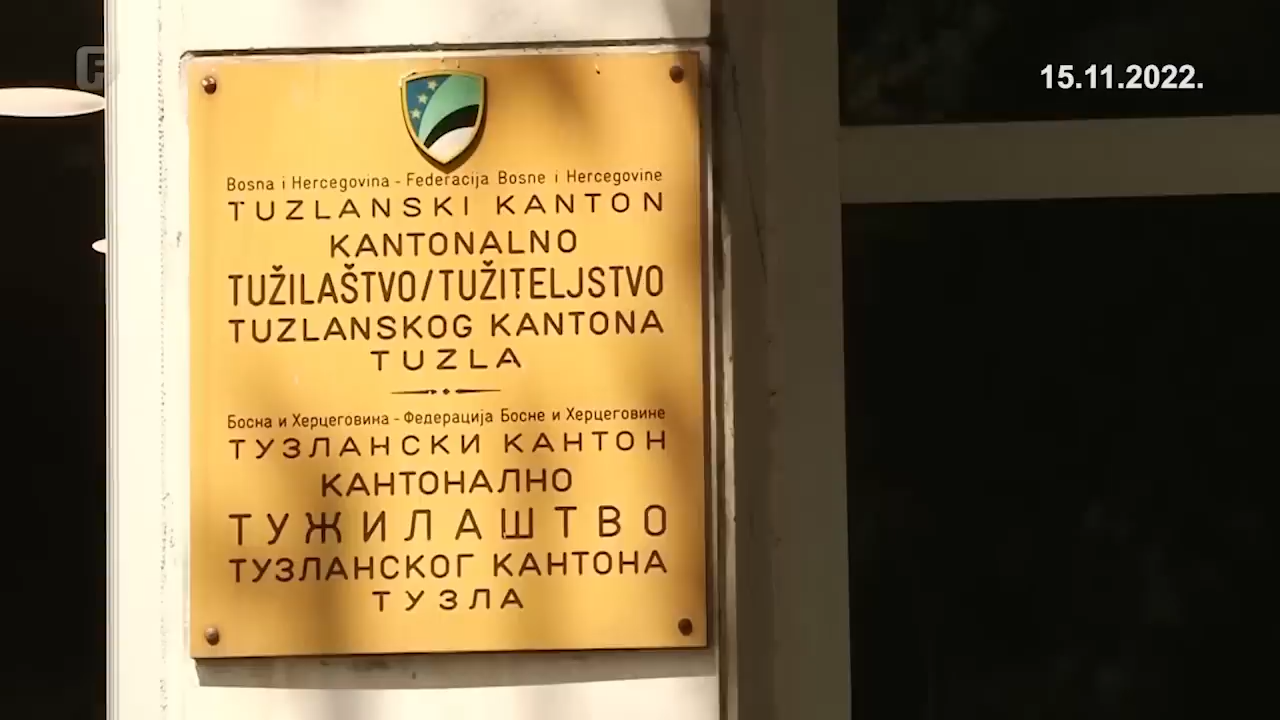 F
15.11.2022.
Bosna i Hercegovina - Federacija Bosne i Hercegovine
TUZLANSKI KANTON
KANTONALNO
TUŽILAŠTVO/TUŽITELJSTVO
TUZLANSKOG KANTONA
TUZLA
Босна и Херцеговина - Федерација Босне и Херцеговине
ТУЗЛАНСКИ КАНТОН
КАНТОНАЛНО
ТУЖИЛАШТВО
ТУЗЛАНСКОГ КАНТОНА
ТУЗЛА